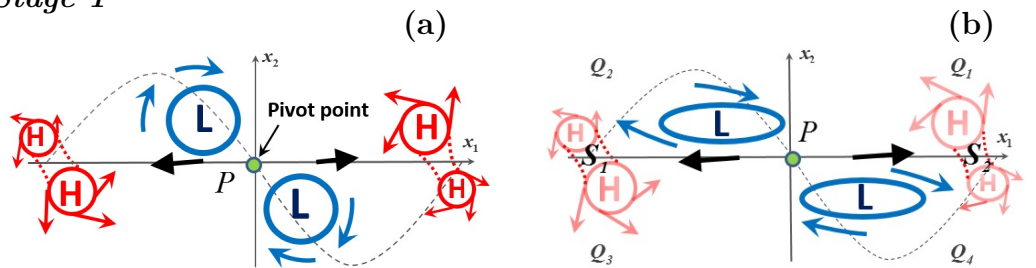 Stage 1
(a)
(b)
x₂
L
Pivot point
H
H
P
x₁
L
H
H
x₂
Q₂
Q₁
L
P
H
H
S₁
x₁
S₂
H
H
L
Q₃
Q₄